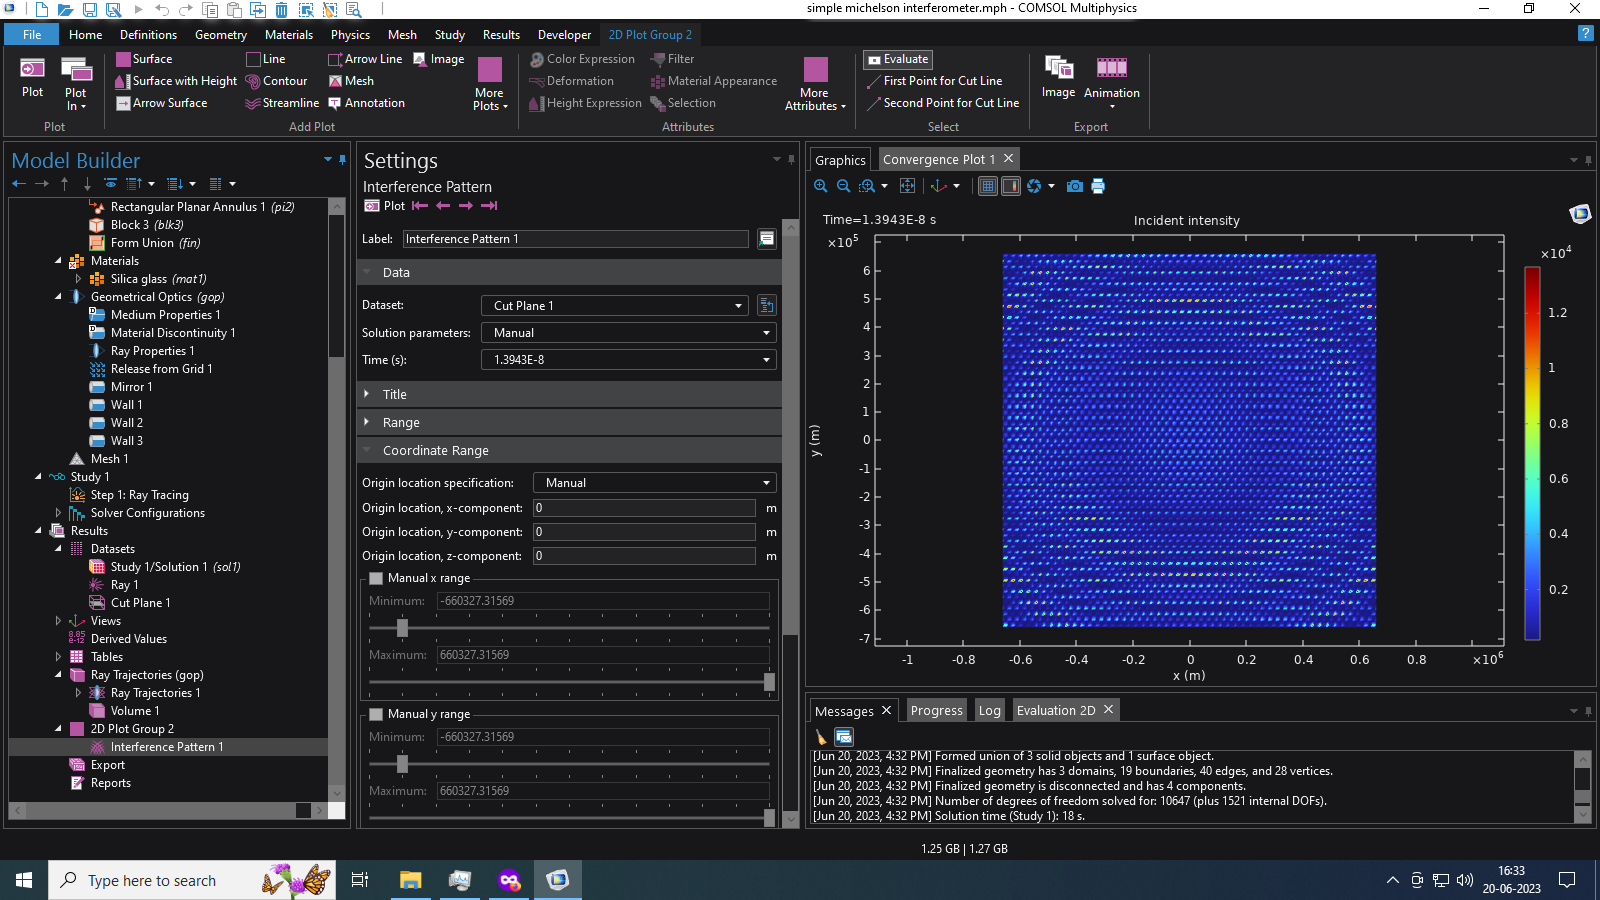 simple michelson interferometer.mph - COMSOL Multiphysics
File Home Definitions Geometry Materials Physics Mesh Study Results Developer 2D Plot Group 2
Surface Line Arrow Line Image
Surface with Height Contour Mesh
Arrow Surface Streamline Annotation
Plot
Plot In
More Plots
Color Expression Filter
Deformation Material Appearance
Height Expression Selection
More Attributes
Evaluate
First Point for Cut Line
Second Point for Cut Line
Image Animation
Plot Add Plot Attributes Select Export
Model Builder
Rectangular Planar Annulus 1 (pi2)
Block 3 (blk3)
Form Union (fin)
Materials
Silica glass (mat1)
Geometrical Optics (gop)
Medium Properties 1
Material Discontinuity 1
Ray Properties 1
Release from Grid 1
Mirror 1
Wall 1
Wall 2
Wall 3
Mesh 1
Study 1
Step 1: Ray Tracing
Solver Configurations
Results
Datasets
Study 1/Solution 1 (sol1)
Ray 1
Cut Plane 1
Views
8.85
e-12
Derived Values
Tables
Ray Trajectories (gop)
Ray Trajectories 1
Volume 1
2D Plot Group 2
Interference Pattern 1
Export
Reports
Settings
Interference Pattern
Plot
Label: Interference Pattern 1
Data
Dataset: Cut Plane 1
Solution parameters: Manual
Time (s): 1.3943E-8
Title
Range
Coordinate Range
Origin location specification: Manual
Origin location, x-component: 0 m
Origin location, y-component: 0 m
Origin location, z-component: 0 m
Manual x range
Minimum: -660327.31569
Maximum: 660327.31569
Manual y range
Minimum: -660327.31569
Maximum: 660327.31569
Graphics Convergence Plot 1
Time=1.3943E-8 s Incident intensity
×10⁵
6
5
4
3
2
1
0
-1
-2
-3
-4
-5
-6
-7
y (m)
-1 -0.8 -0.6 -0.4 -0.2 0 0.2 0.4 0.6 0.8 ×10⁶
x (m)
×10⁴
1.2
1
0.8
0.6
0.4
0.2
Messages Progress Log Evaluation 2D
[Jun 20, 2023, 4:32 PM] Formed union of 3 solid objects and 1 surface object.
[Jun 20, 2023, 4:32 PM] Finalized geometry has 3 domains, 19 boundaries, 40 edges, and 28 vertices.
[Jun 20, 2023, 4:32 PM] Finalized geometry is disconnected and has 4 components.
[Jun 20, 2023, 4:32 PM] Number of degrees of freedom solved for: 10647 (plus 1521 internal DOFs).
[Jun 20, 2023, 4:32 PM] Solution time (Study 1): 18 s.
1.25 GB | 1.27 GB
Type here to search
16:33
20-06-2023